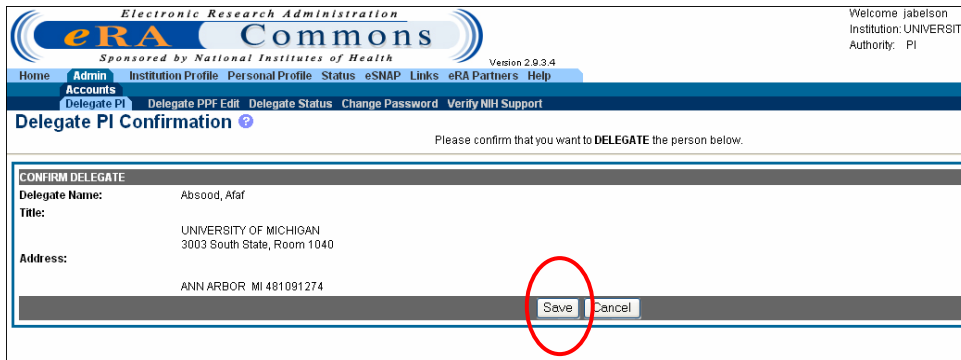 Electronic Research Administration
eRA Commons
Sponsored by National Institutes of Health
Version 2.9.3.4
Welcome jabelson
Institution: UNIVERSIT
Authority: PI
Home Admin Institution Profile Personal Profile Status eSNAP Links eRA Partners Help
Accounts
Delegate PI Delegate PPF Edit Delegate Status Change Password Verify NIH Support
Delegate PI Confirmation ?
Please confirm that you want to DELEGATE the person below.
CONFIRM DELEGATE
Delegate Name: Absood, Afaf
Title:
UNIVERSITY OF MICHIGAN
3003 South State, Room 1040
Address:
ANN ARBOR MI 481091274
Save Cancel